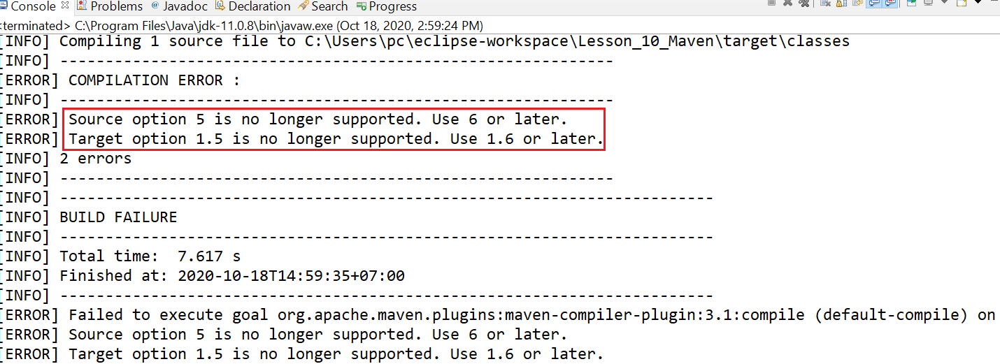 Console Problems @ Javadoc Declaration Search Progress
<terminated> C:\Program Files\Java\jdk-11.0.8\bin\javaw.exe (Oct 18, 2020, 2:59:24 PM)
[INFO] Compiling 1 source file to C:\Users\pc\eclipse-workspace\Lesson_10_Maven\target\classes
[INFO] -------------------------------------------------------------
[ERROR] COMPILATION ERROR :
[INFO] -------------------------------------------------------------
[ERROR] Source option 5 is no longer supported. Use 6 or later.
[ERROR] Target option 1.5 is no longer supported. Use 1.6 or later.
[INFO] 2 errors
[INFO] -------------------------------------------------------------
[INFO] ------------------------------------------------------------------------
[INFO] BUILD FAILURE
[INFO] ------------------------------------------------------------------------
[INFO] Total time:  7.617 s
[INFO] Finished at: 2020-10-18T14:59:35+07:00
[INFO] ------------------------------------------------------------------------
[ERROR] Failed to execute goal org.apache.maven.plugins:maven-compiler-plugin:3.1:compile (default-compile) on
[ERROR] Source option 5 is no longer supported. Use 6 or later.
[ERROR] Target option 1.5 is no longer supported. Use 1.6 or later.